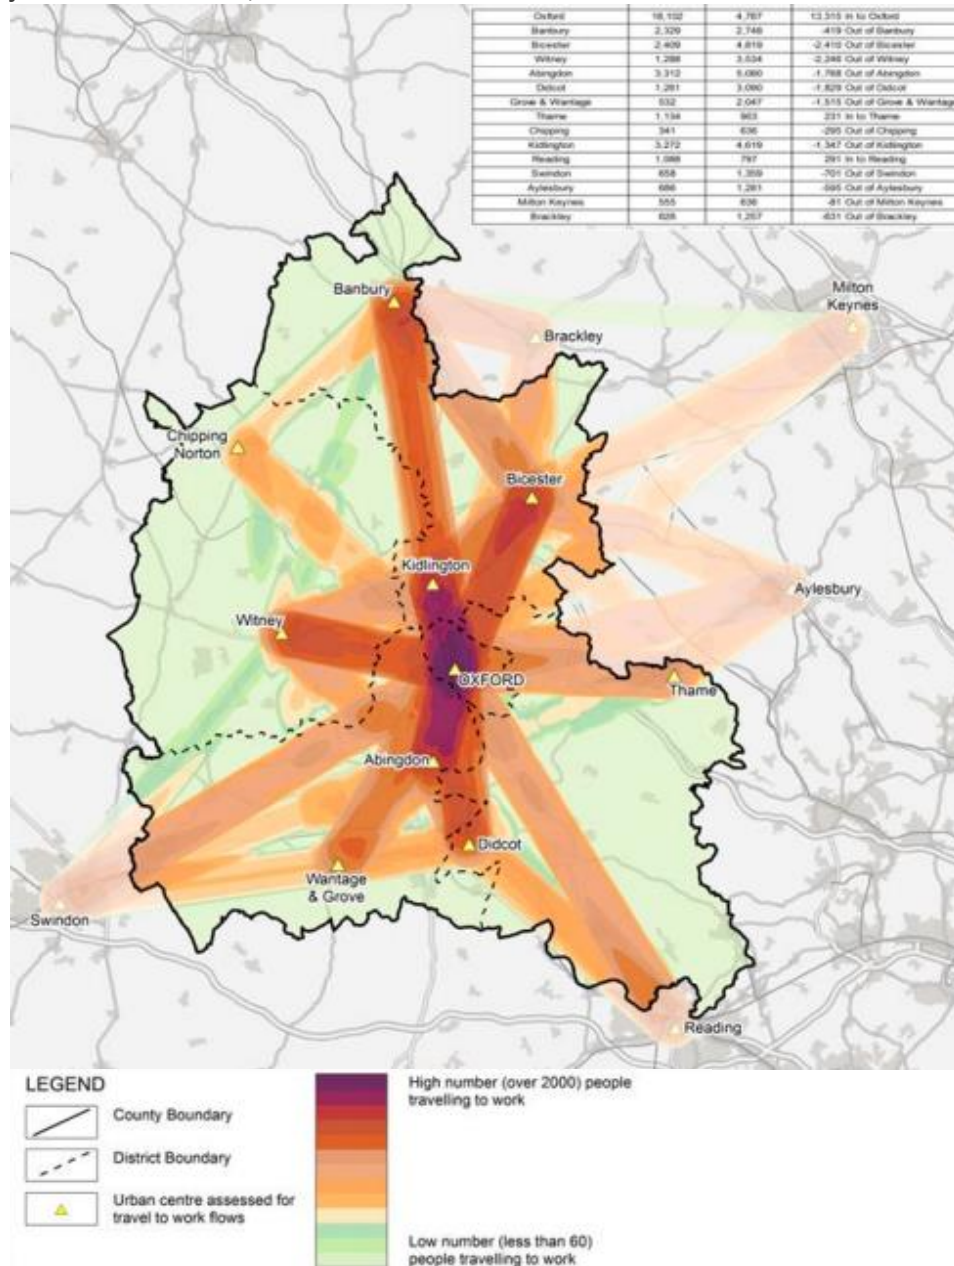 Oxford 18,102 4,787 13,315 In to Oxford
Banbury 2,329 2,748 -419 Out of Banbury
Bicester 2,409 4,819 -2,410 Out of Bicester
Witney 1,288 3,534 -2,246 Out of Witney
Abingdon 3,312 5,080 -1,768 Out of Abingdon
Didcot 1,261 3,090 -1,829 Out of Didcot
Grove & Wantage 532 2,047 -1,515 Out of Grove & Wantage
Thame 1,194 963 231 In to Thame
Chipping 341 636 -295 Out of Chipping
Kidlington 3,272 4,619 -1,347 Out of Kidlington
Reading 1,088 797 291 In to Reading
Swindon 658 1,359 -701 Out of Swindon
Aylesbury 686 1,281 -595 Out of Aylesbury
Milton Keynes 555 636 -81 Out of Milton Keynes
Brackley 626 1,257 -631 Out of Brackley
Banbury
Milton
Keynes
Brackley
Chipping
Norton
Bicester
Kidlington
Aylesbury
Witney
OXFORD
Thame
Abingdon
Didcot
Wantage
& Grove
Swindon
Reading
LEGEND
County Boundary
District Boundary
Urban centre assessed for
travel to work flows
High number (over 2000) people
travelling to work
Low number (less than 60)
people travelling to work